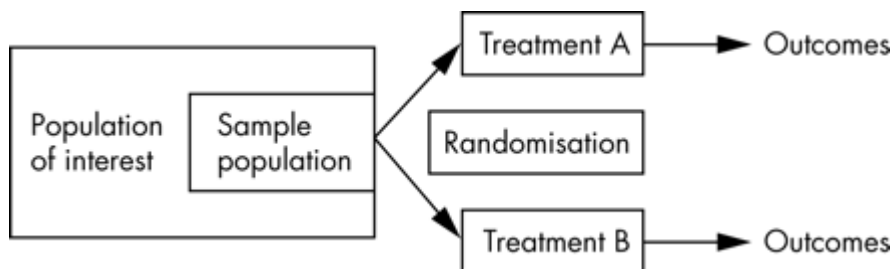 Treatment A
Outcomes
Population
of interest
Sample
population
Randomisation
Treatment B
Outcomes